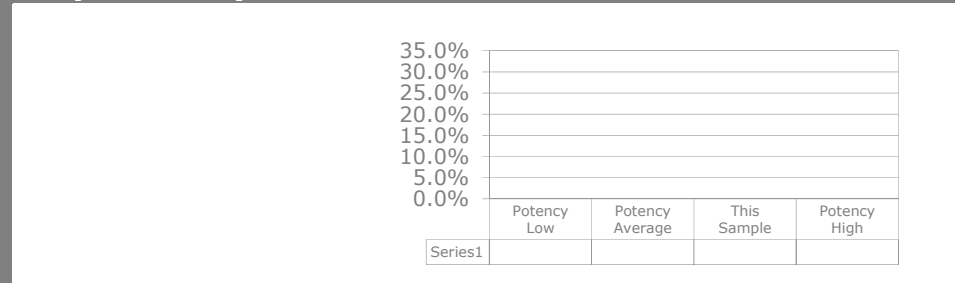 35.0%
30.0%
25.0%
20.0%
15.0%
10.0%
5.0%
0.0%
Potency Low
Potency Average
This Sample
Potency High
Series1